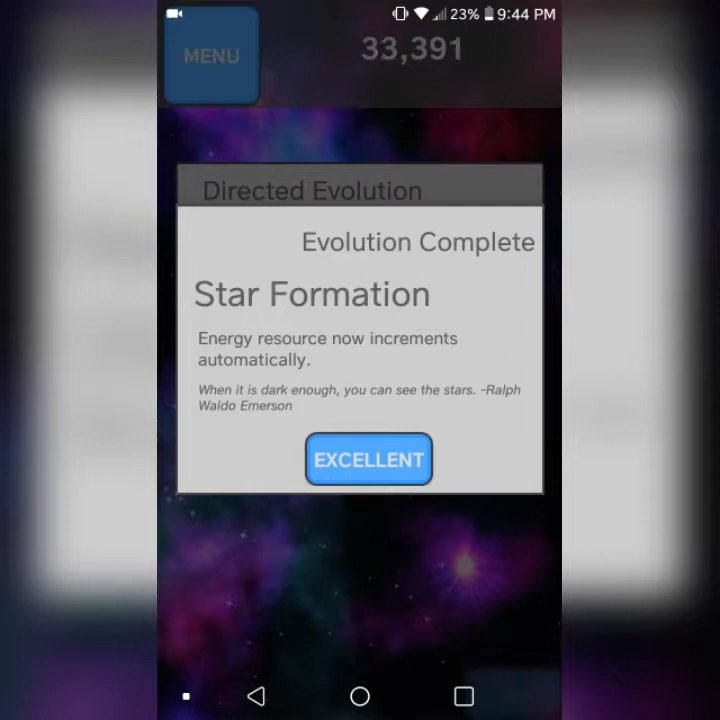 23% 9:44 PM
MENU
33,391
Directed Evolution
Evolution Complete
Star Formation
Energy resource now increments
automatically.
When it is dark enough, you can see the stars. -Ralph
Waldo Emerson
EXCELLENT